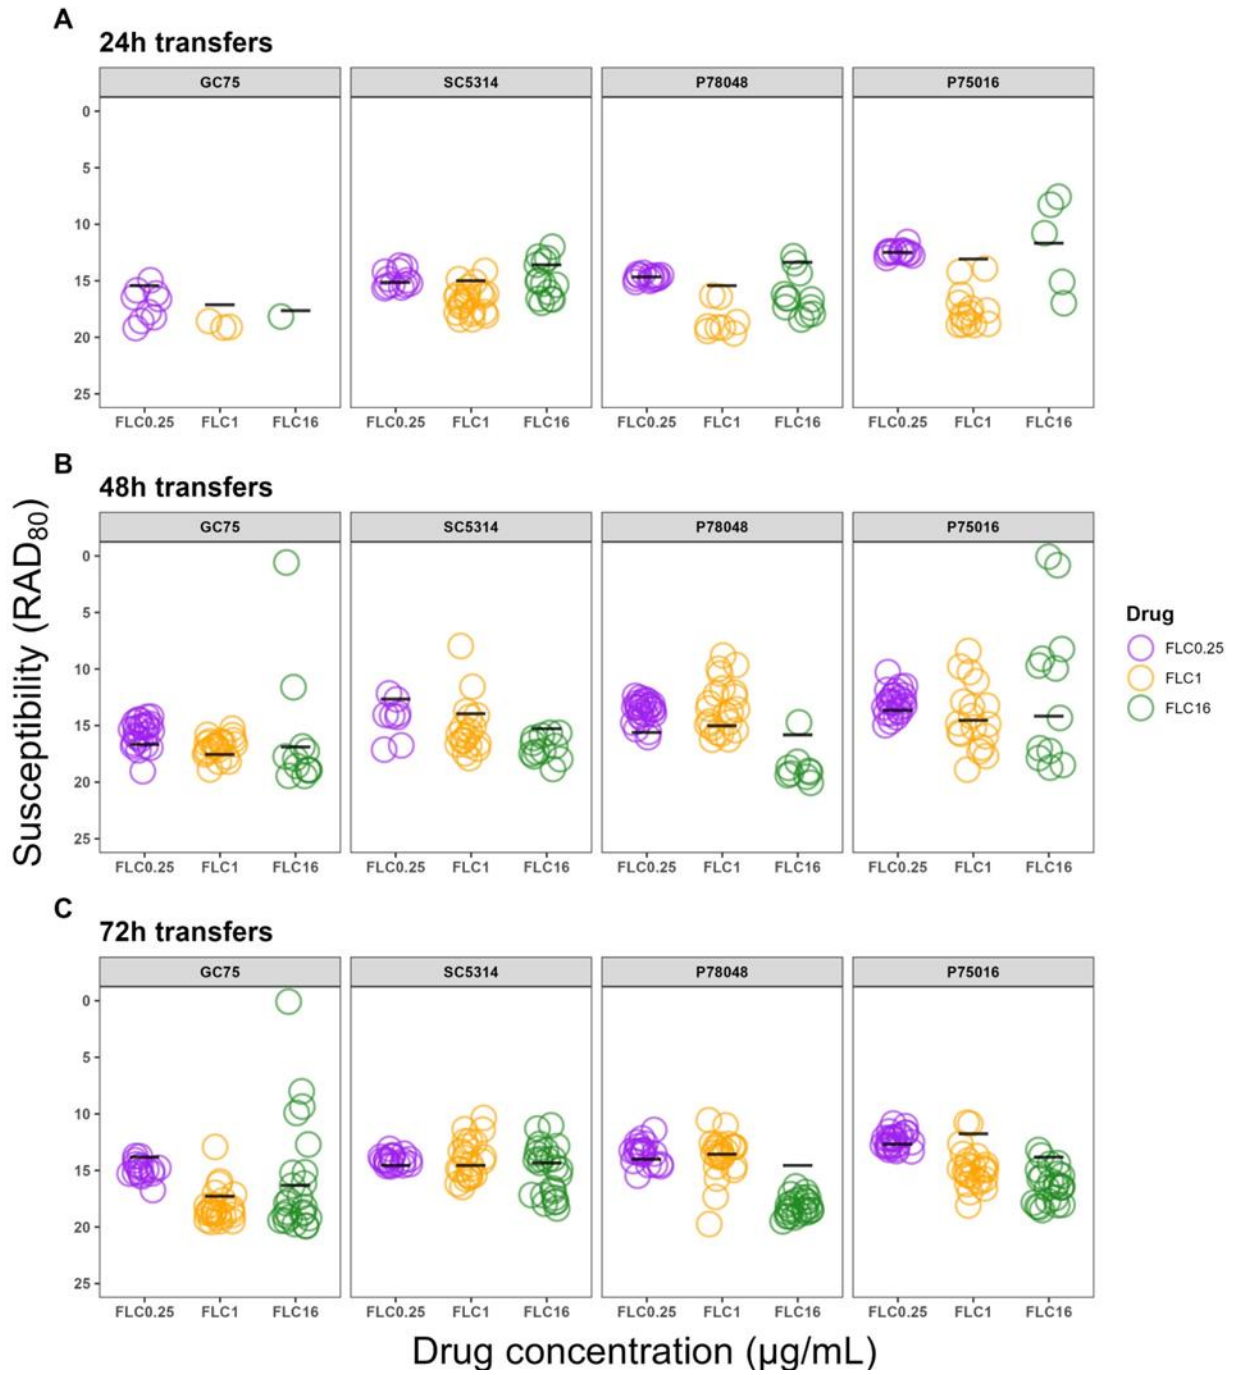 A
24h transfers
GC75 SC5314 P78048 P75016
0
5
10
15
20
25
FLC0.25 FLC1 FLC16 FLC0.25 FLC1 FLC16 FLC0.25 FLC1 FLC16 FLC0.25 FLC1 FLC16
B
48h transfers
GC75 SC5314 P78048 P75016
0
5
10
15
20
25
FLC0.25 FLC1 FLC16 FLC0.25 FLC1 FLC16 FLC0.25 FLC1 FLC16 FLC0.25 FLC1 FLC16
Susceptibility (RAD80)
Drug
FLC0.25
FLC1
FLC16
C
72h transfers
GC75 SC5314 P78048 P75016
0
5
10
15
20
25
FLC0.25 FLC1 FLC16 FLC0.25 FLC1 FLC16 FLC0.25 FLC1 FLC16 FLC0.25 FLC1 FLC16
Drug concentration (µg/mL)